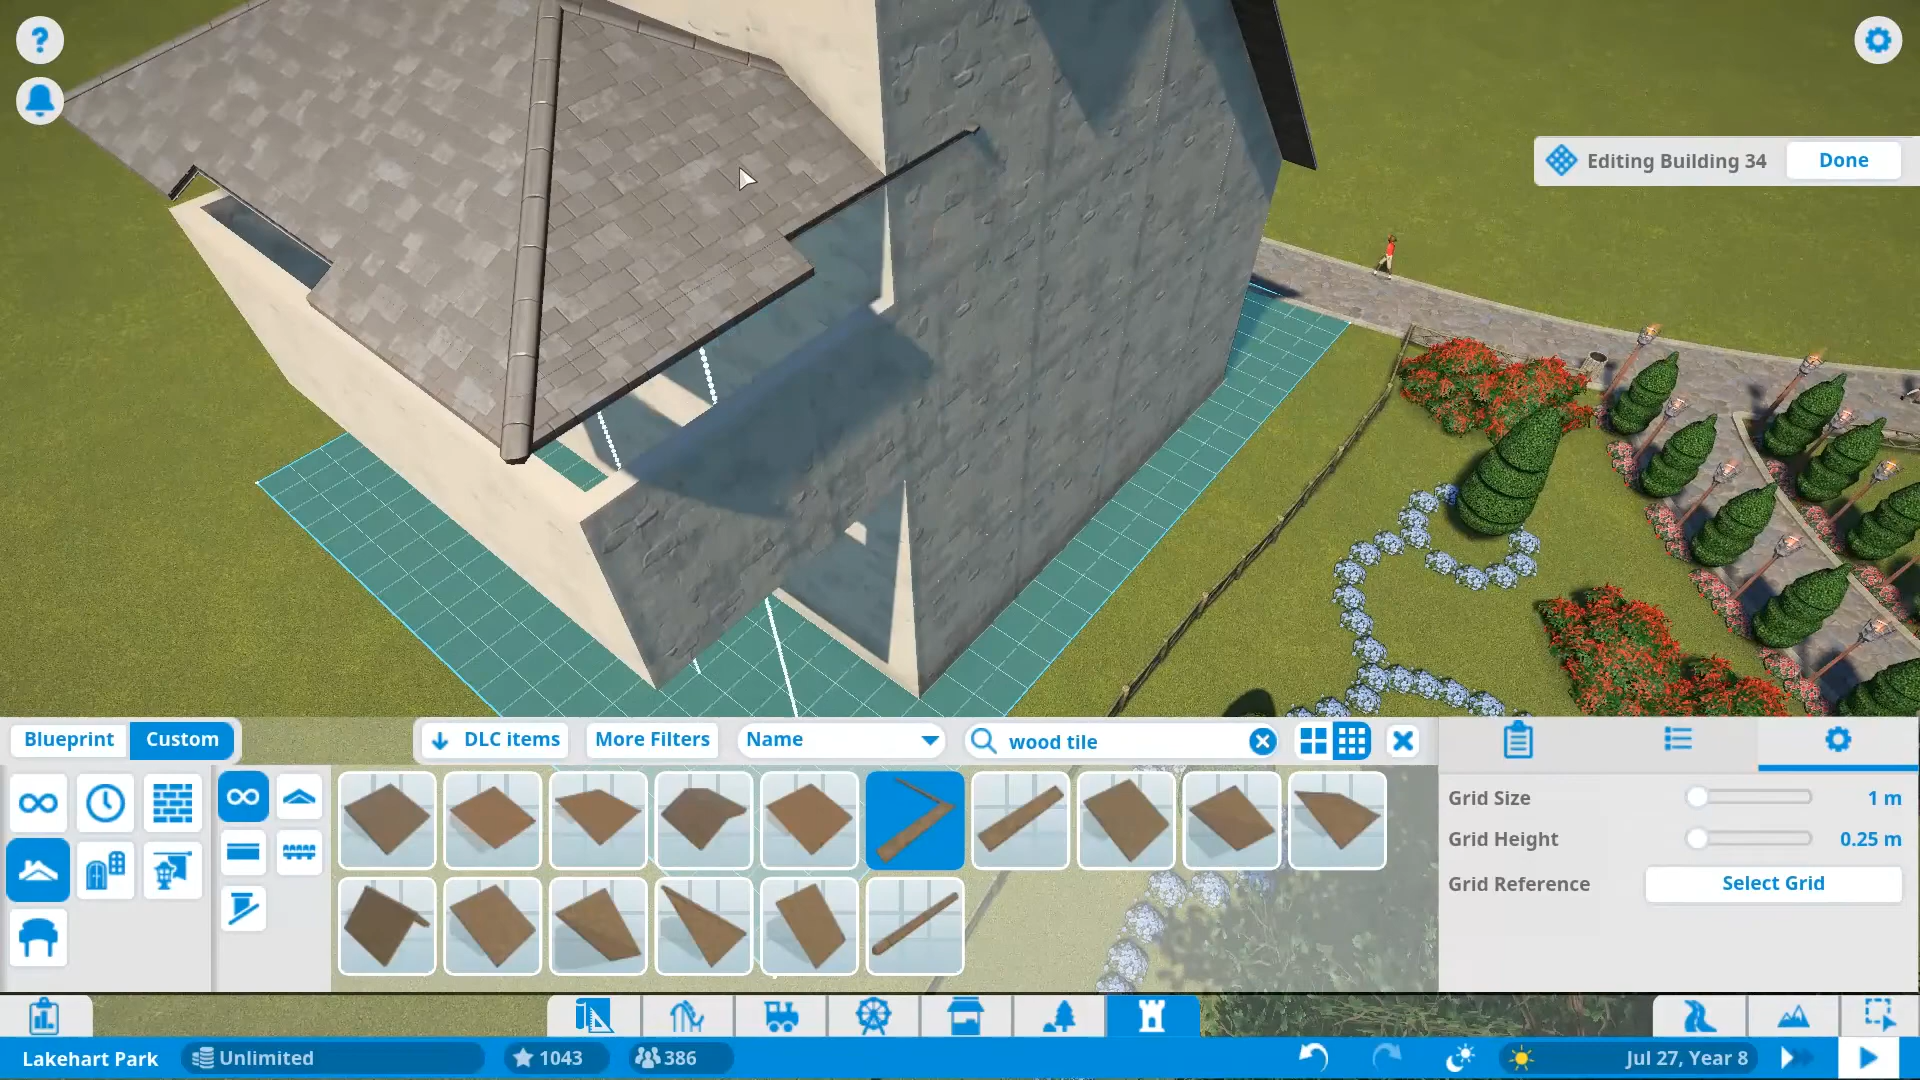 ?
Editing Building 34 Done
Blueprint Custom DLC items More Filters Name wood tile
Grid Size 1 m
Grid Height 0.25 m
Grid Reference Select Grid
Lakehart Park Unlimited 1043 386 Jul 27, Year 8